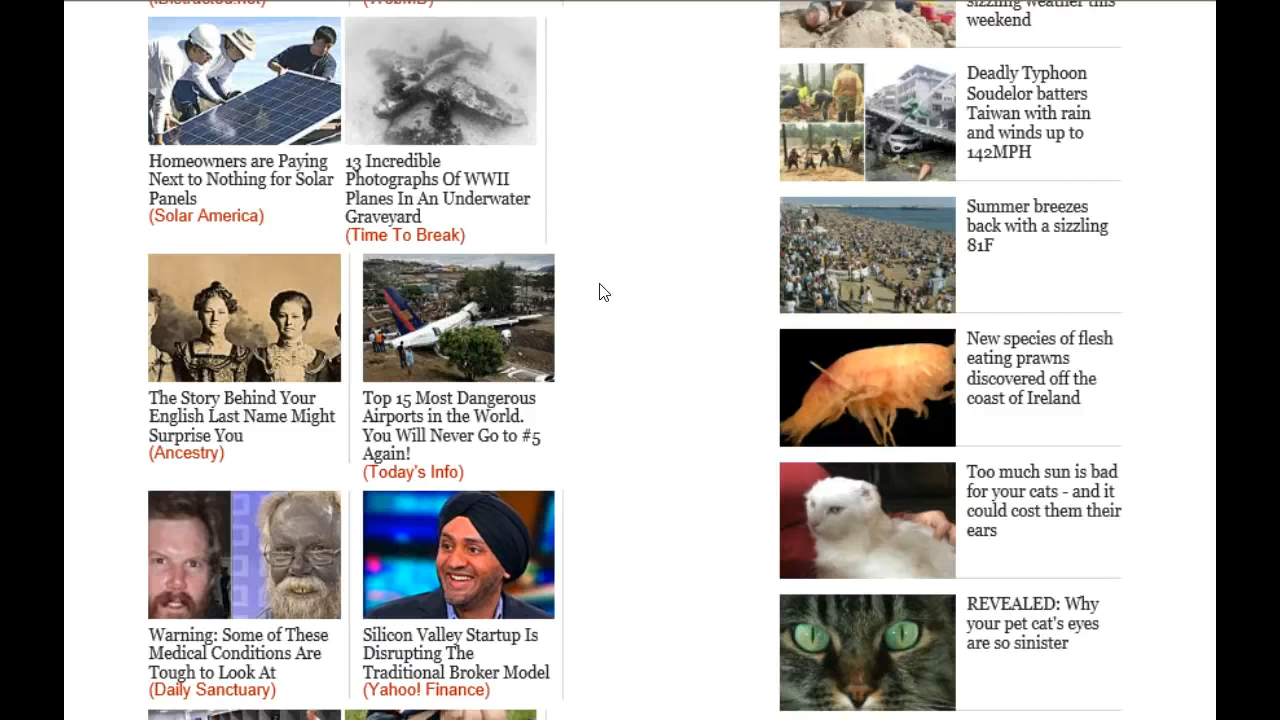 Homeowners are Paying
Next to Nothing for Solar
Panels
(Solar America)
13 Incredible
Photographs Of WWII
Planes In An Underwater
Graveyard
(Time To Break)
The Story Behind Your
English Last Name Might
Surprise You
(Ancestry)
Top 15 Most Dangerous
Airports in the World.
You Will Never Go to #5
Again!
(Today's Info)
Warning: Some of These
Medical Conditions Are
Tough to Look At
(Daily Sanctuary)
Silicon Valley Startup Is
Disrupting The
Traditional Broker Model
(Yahoo! Finance)
sizzling weather this
weekend
Deadly Typhoon
Soudelor batters
Taiwan with rain
and winds up to
142MPH
Summer breezes
back with a sizzling
81F
New species of flesh
eating prawns
discovered off the
coast of Ireland
Too much sun is bad
for your cats - and it
could cost them their
ears
REVEALED: Why
your pet cat's eyes
are so sinister